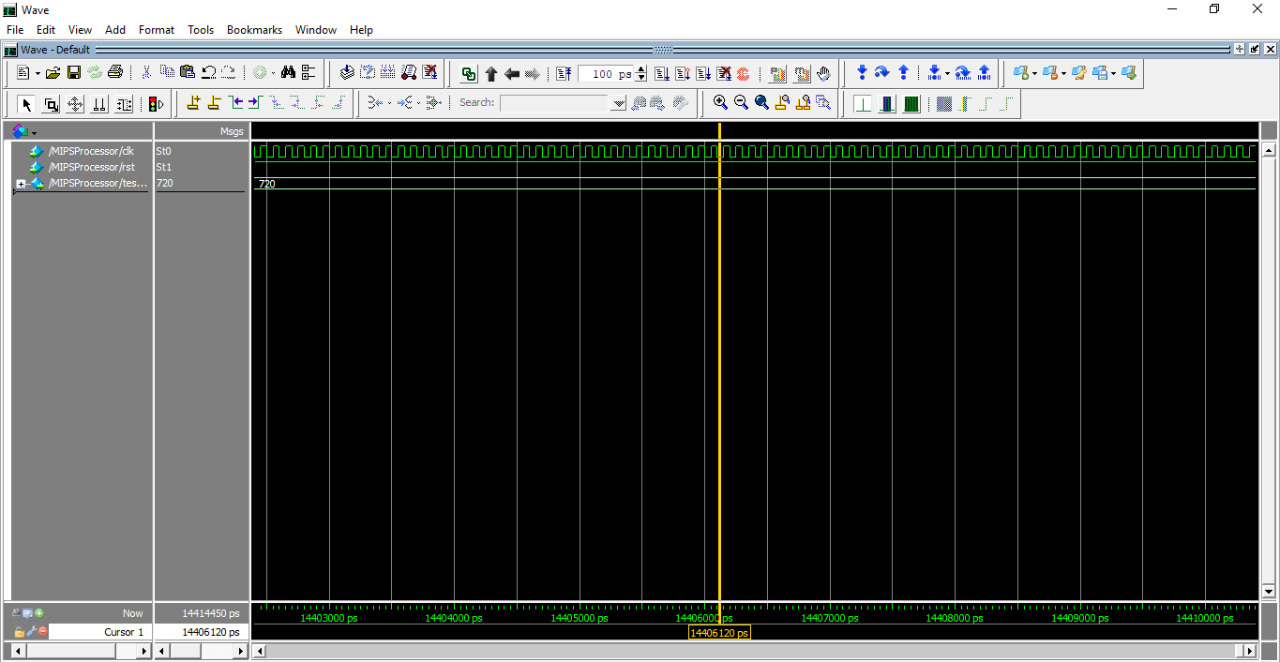 Wave
File Edit View Add Format Tools Bookmarks Window Help
Wave - Default
100 ps
Search:
Msgs
/MIPSProcessor/clk St0
/MIPSProcessor/rst St1
/MIPSProcessor/tes... 720 720
Now 14414450 ps 14403000 ps 14404000 ps 14405000 ps 14406000 ps 14407000 ps 14408000 ps 14409000 ps 14410000 ps
Cursor 1 14406120 ps 14406120 ps